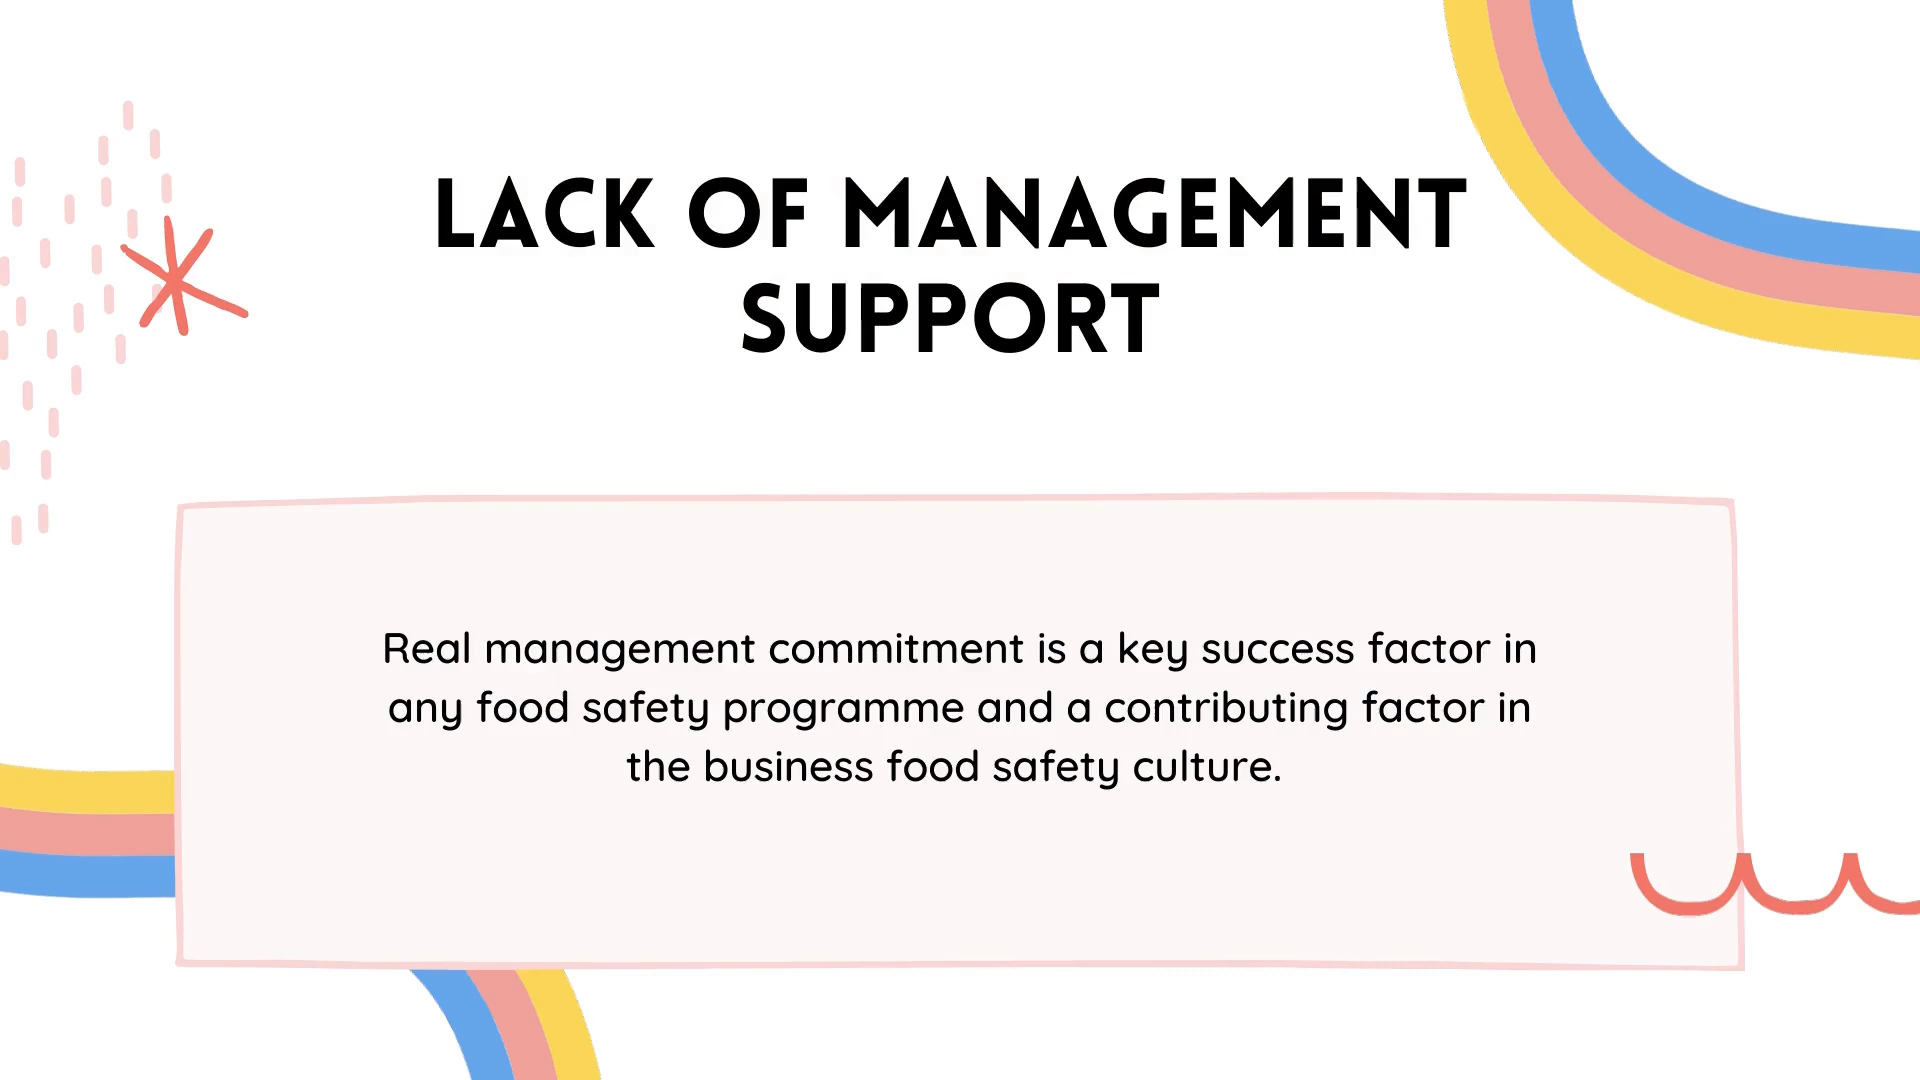 LACK OF MANAGEMENT
SUPPORT
Real management commitment is a key success factor in
any food safety programme and a contributing factor in
the business food safety culture.